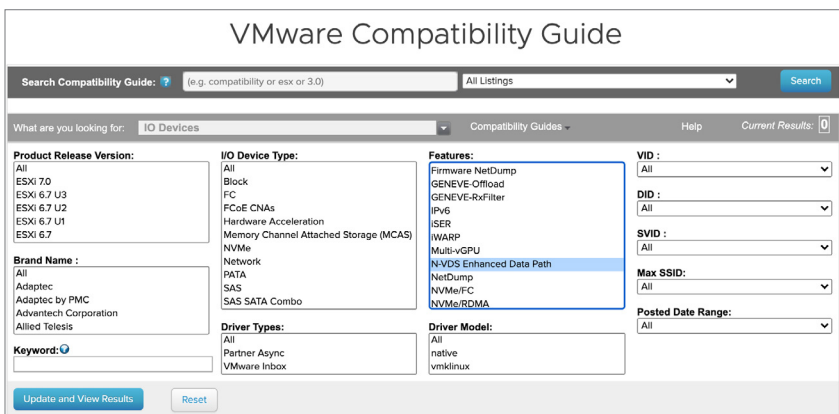 VMware Compatibility Guide
Search Compatibility Guide: ? (e.g. compatibility or esx or 3.0) All Listings Search
What are you looking for: IO Devices Compatibility Guides Help Current Results: 0
Product Release Version:
All
ESXi 7.0
ESXi 6.7 U3
ESXi 6.7 U2
ESXi 6.7 U1
ESXi 6.7
Brand Name :
All
Adaptec
Adaptec by PMC
Advantech Corporation
Allied Telesis
Keyword:
I/O Device Type:
All
Block
FC
FCoE CNAs
Hardware Acceleration
Memory Channel Attached Storage (MCAS)
NVMe
Network
PATA
SAS
SAS SATA Combo
Driver Types:
All
Partner Async
VMware Inbox
Features:
Firmware NetDump
GENEVE-Offload
GENEVE-RxFilter
IPv6
iSER
iWARP
Multi-vGPU
N-VDS Enhanced Data Path
NetDump
NVMe/FC
NVMe/RDMA
Driver Model:
All
native
vmklinux
VID :
All
DID :
All
SVID :
All
Max SSID:
All
Posted Date Range:
All
Update and View Results Reset